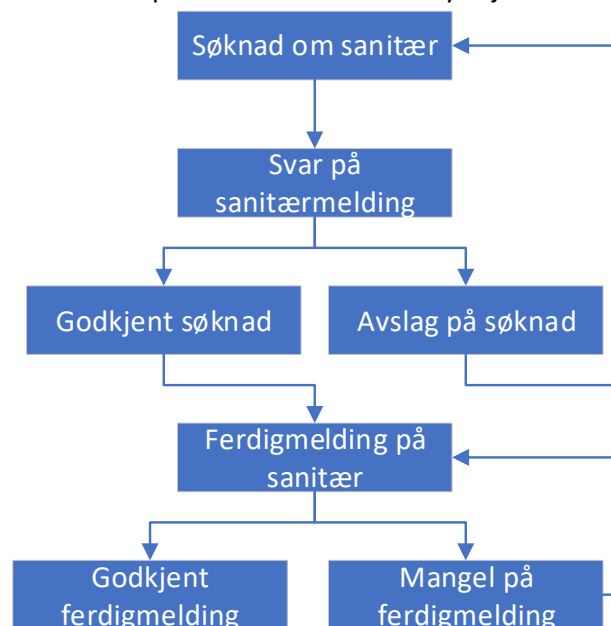 Søknad om sanitær
Svar på
sanitærmelding
Godkjent søknad
Avslag på søknad
Ferdigmelding på
sanitær
Godkjent
ferdigmelding
Mangel på
ferdigmelding